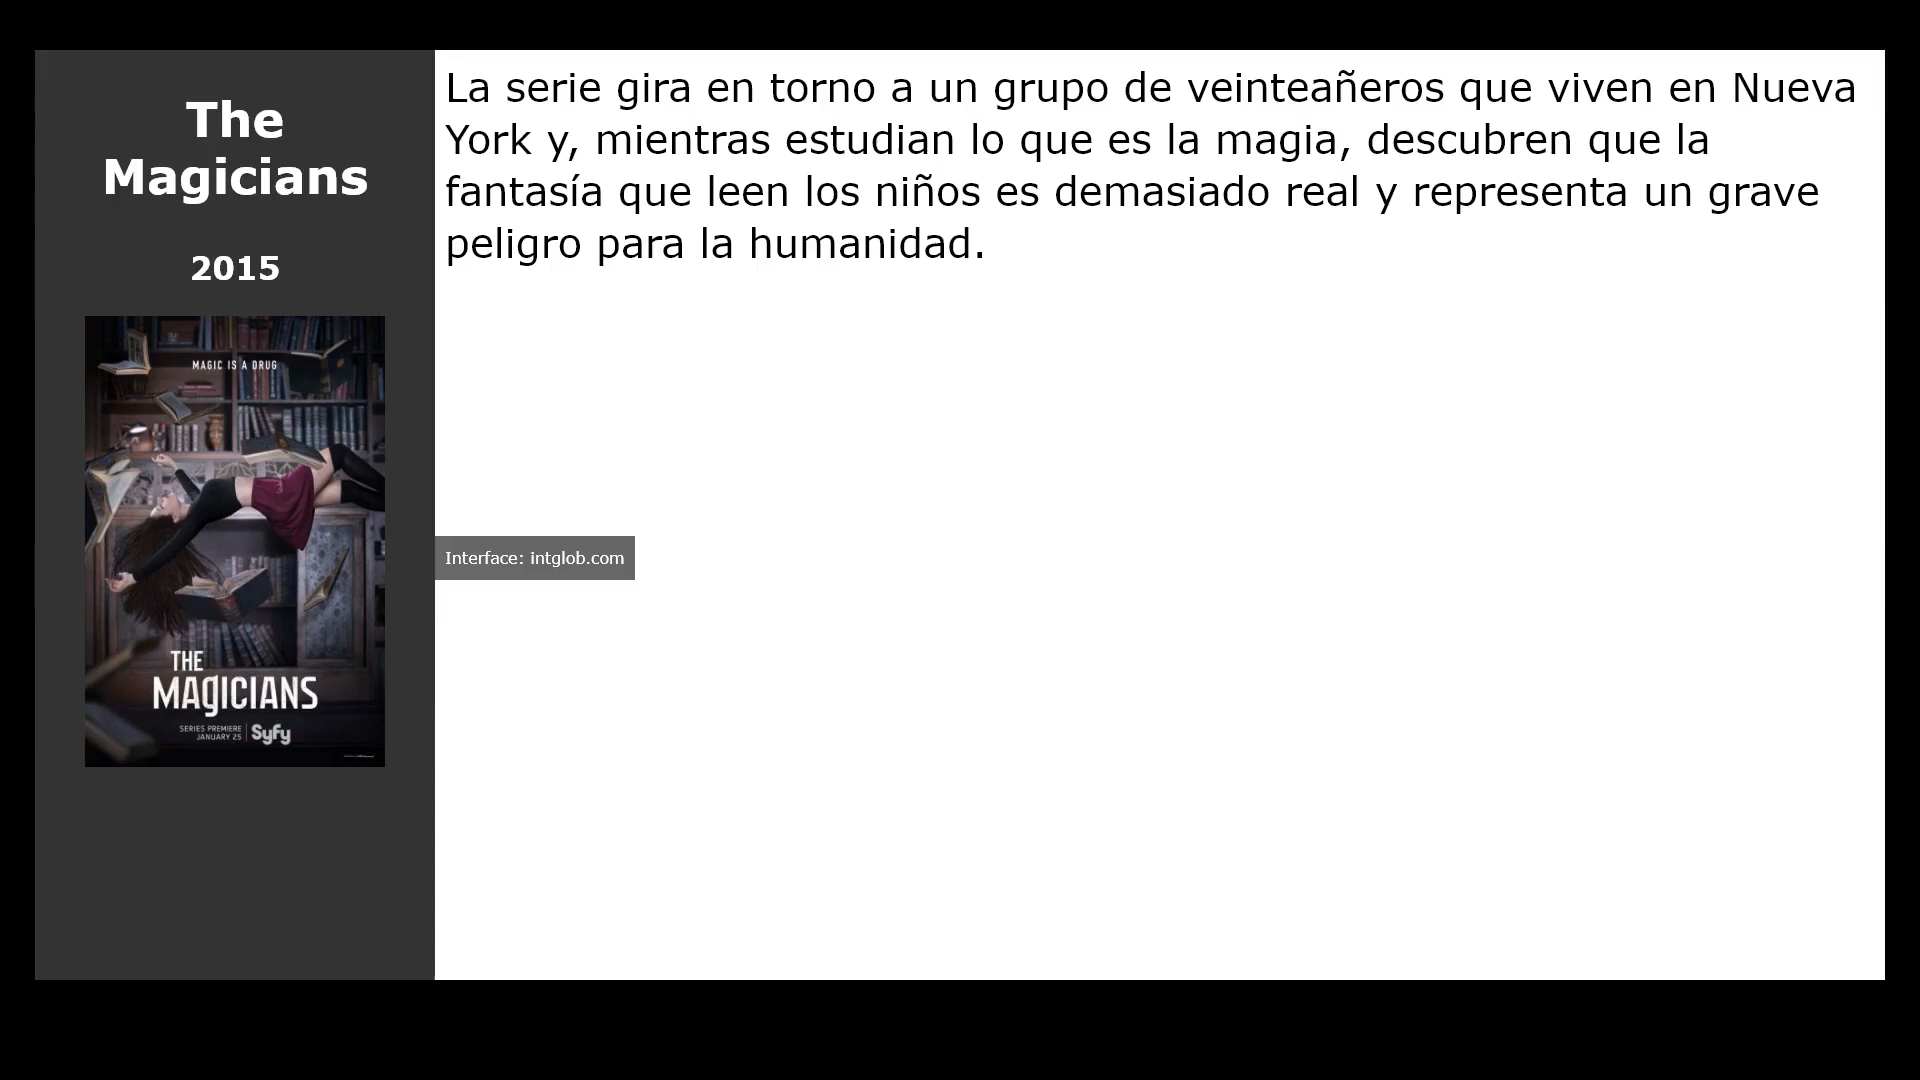 The
Magicians
2015
MAGIC IS A DRUG
THE
MAGICIANS
SERIES PREMIERE
JANUARY 25
Syfy
La serie gira en torno a un grupo de veinteañeros que viven en Nueva
York y, mientras estudian lo que es la magia, descubren que la
fantasía que leen los niños es demasiado real y representa un grave
peligro para la humanidad.
Interface: intglob.com